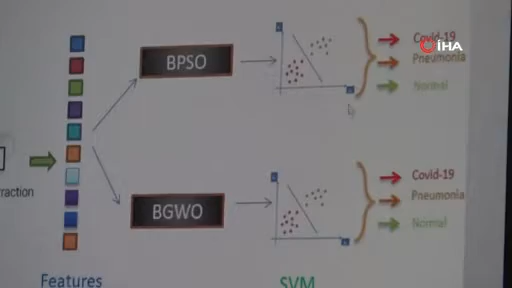 İHA
BPSO
Covid-19
Pneumonia
Normal
raction
BGWO
Covid-19
Pneumonia
Normal
Features
SVM